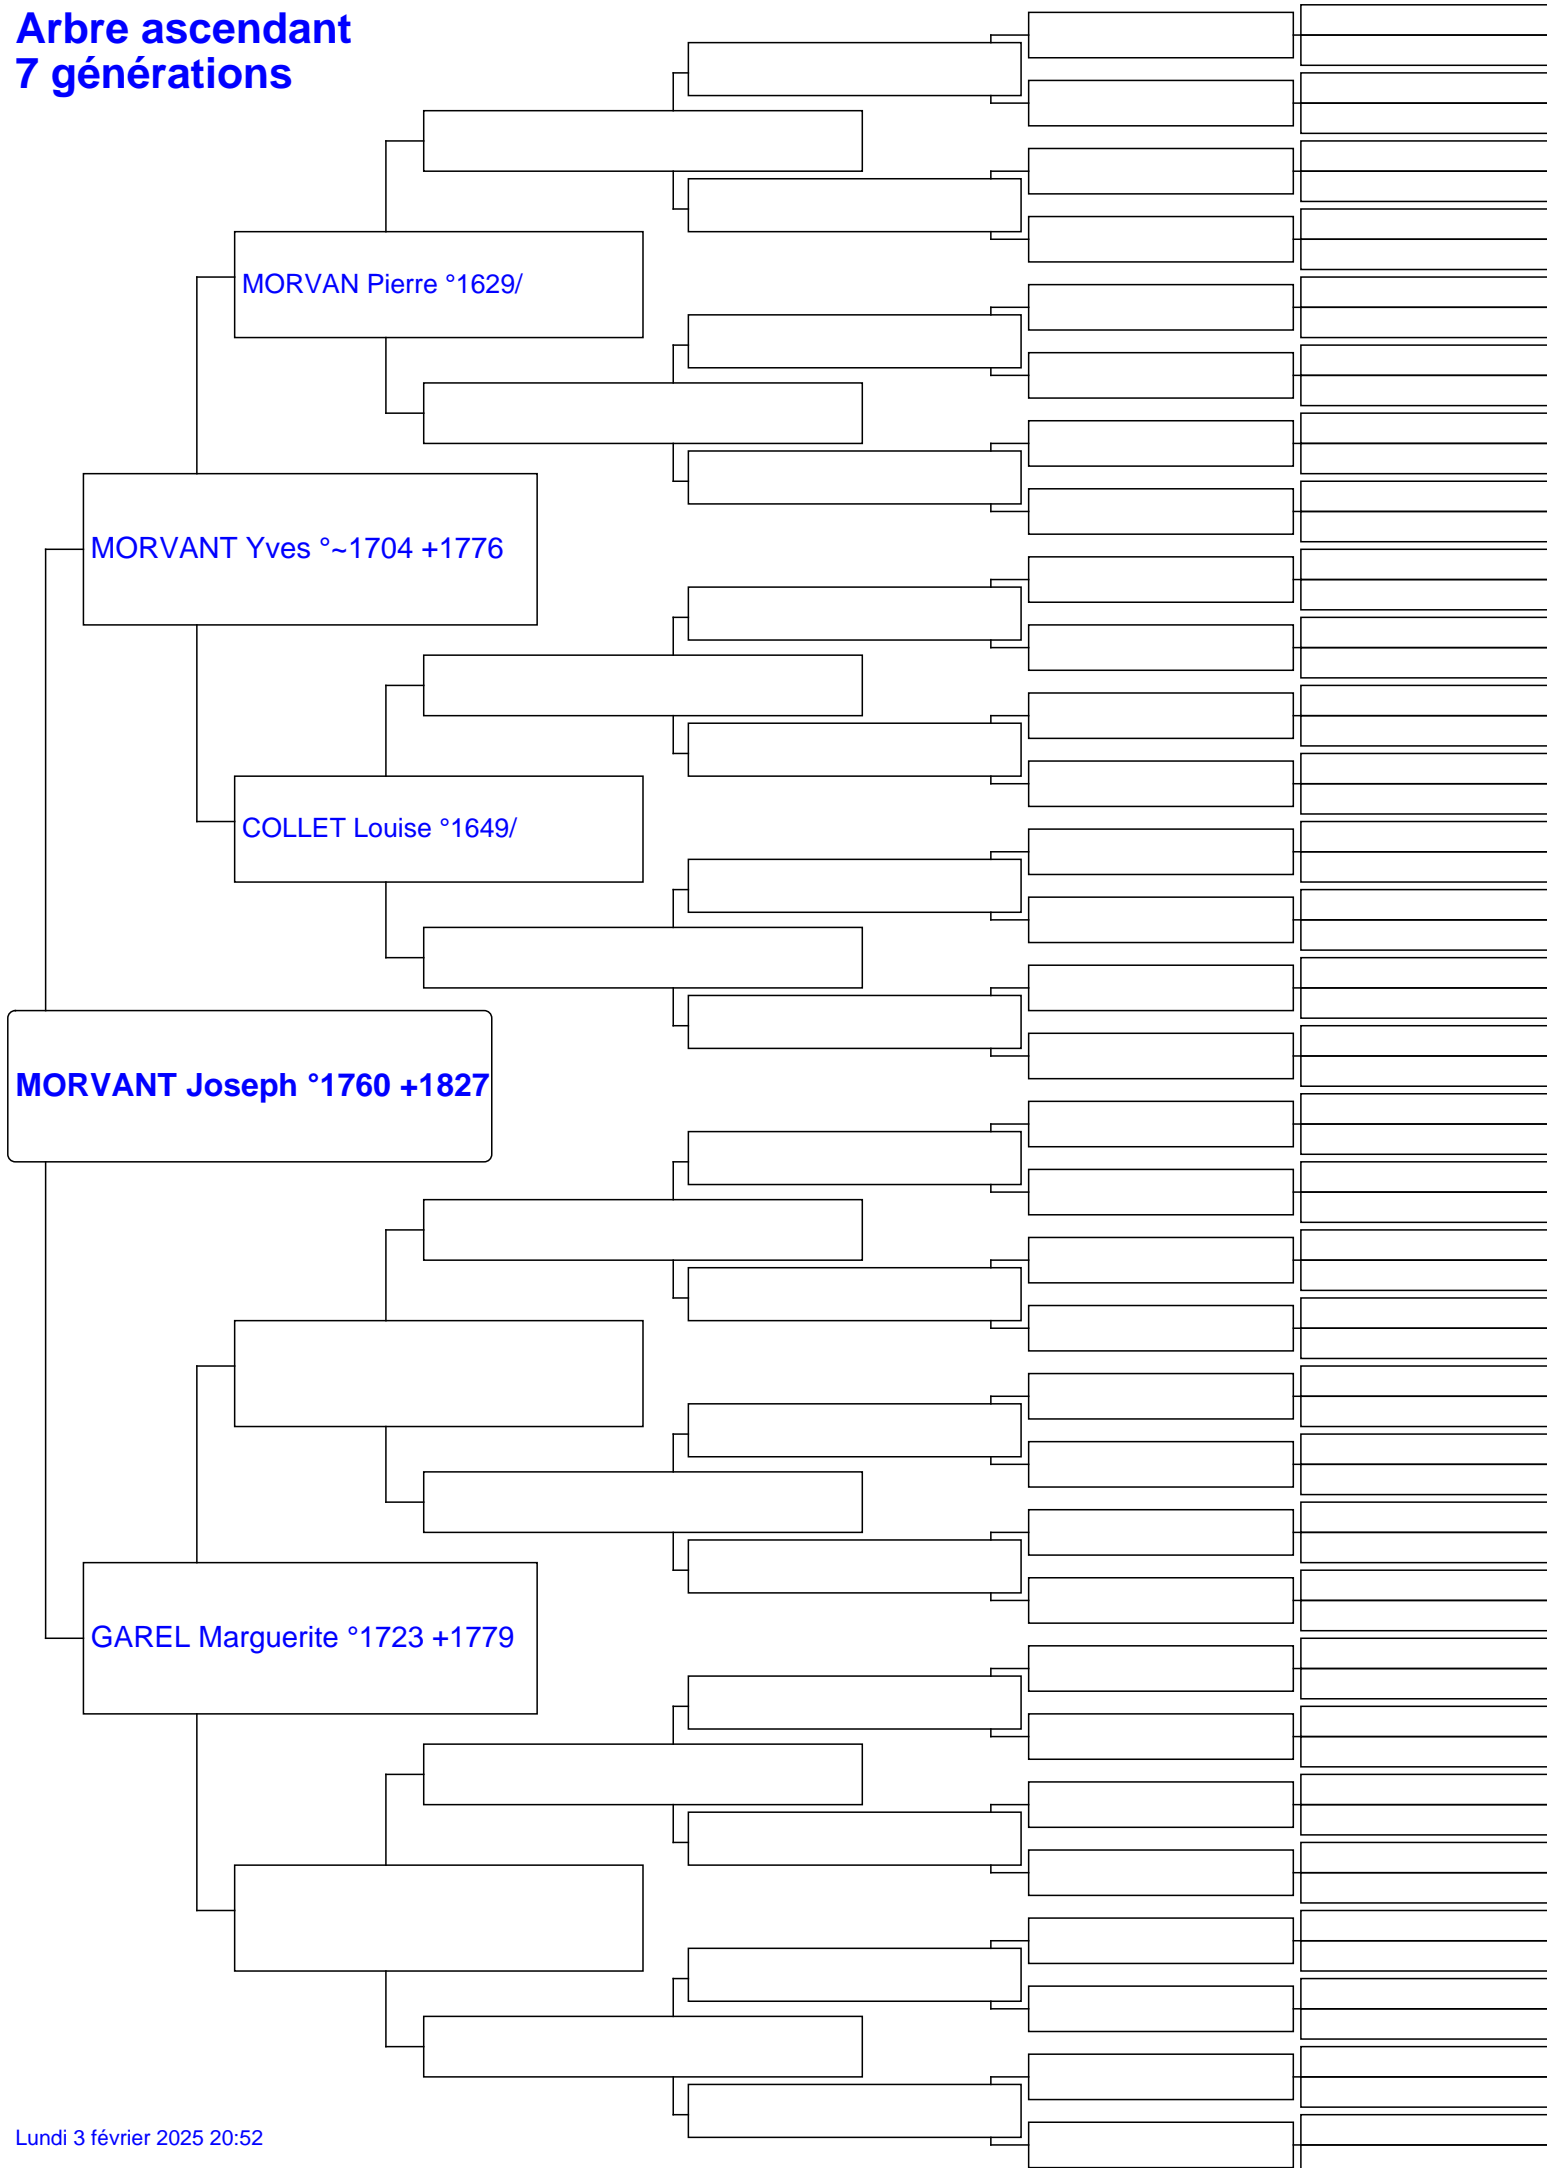 Arbre ascendant
7 générations
MORVAN Pierre °1629/
MORVANT Yves °~1704 +1776
COLLET Louise °1649/
MORVANT Joseph °1760 +1827
GAREL Marguerite °1723 +1779
Lundi 3 février 2025 20:52